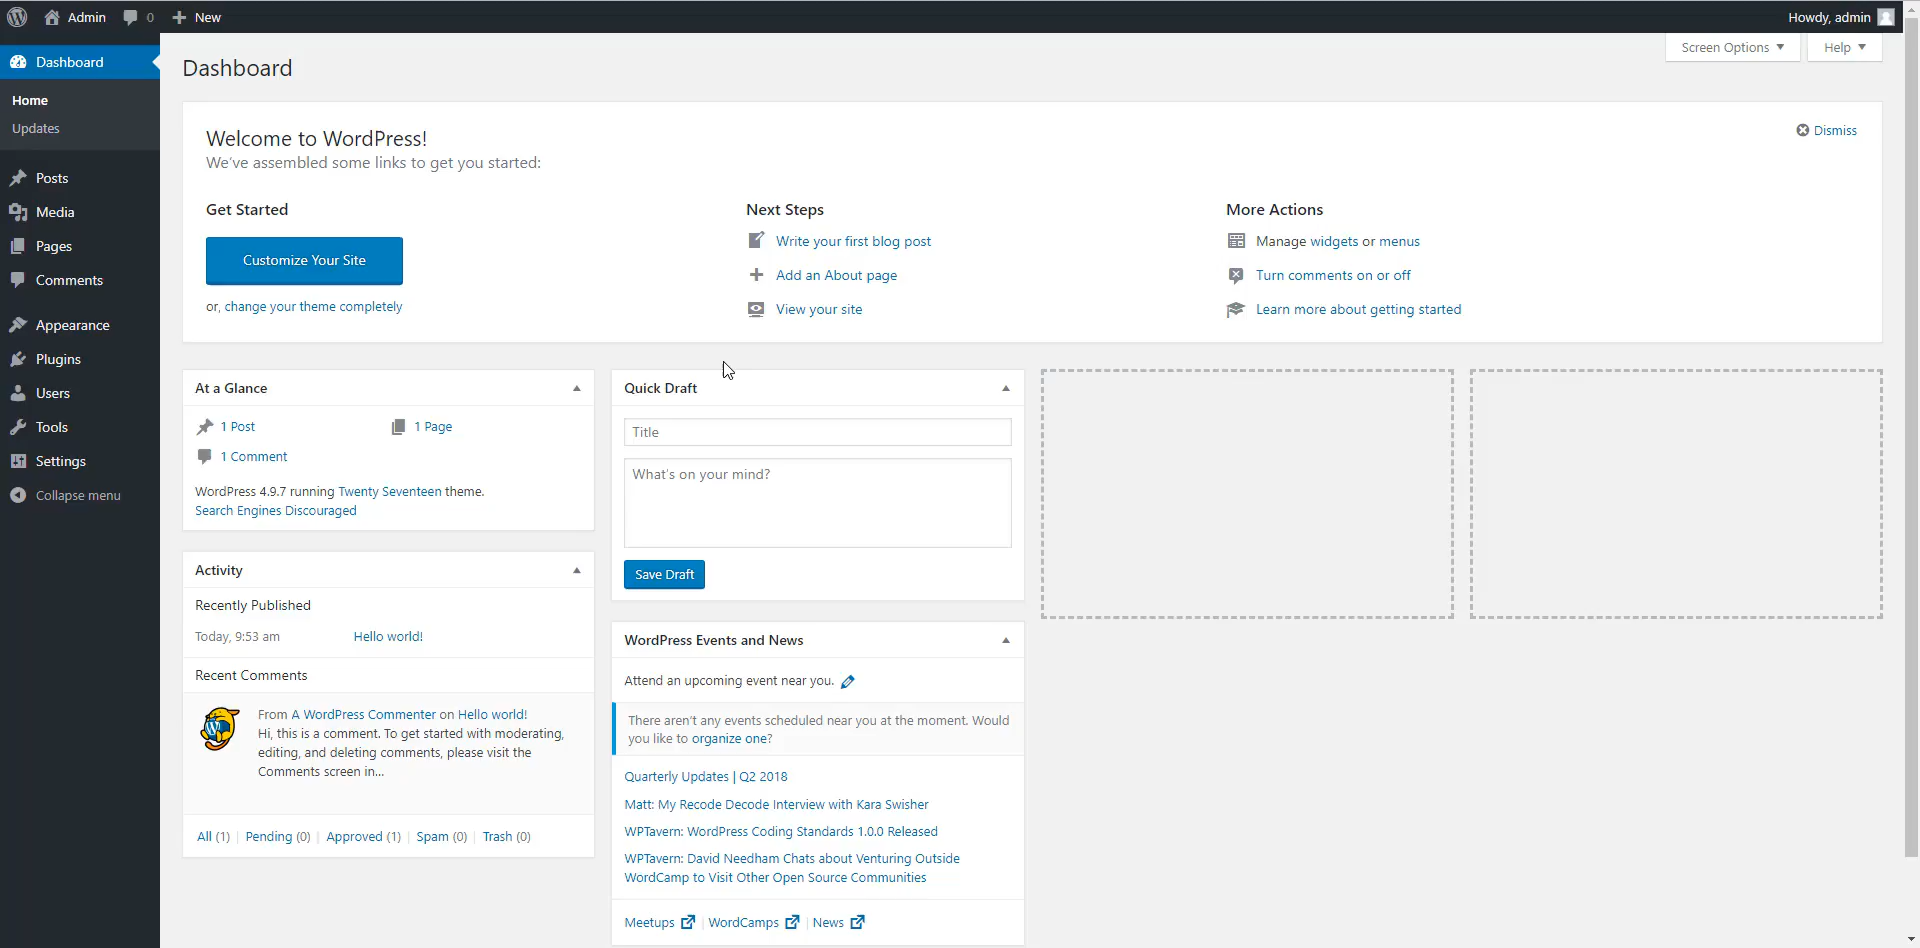 Admin
0
New
Howdy, admin
Dashboard
Home
Updates
Posts
Media
Pages
Comments
Appearance
Plugins
Users
Tools
Settings
Collapse menu
Screen Options
Help
Dashboard
Welcome to WordPress!
We've assembled some links to get you started:
Dismiss
Get Started
Customize Your Site
or, change your theme completely
Next Steps
Write your first blog post
Add an About page
View your site
More Actions
Manage widgets or menus
Turn comments on or off
Learn more about getting started
At a Glance
1 Post
1 Page
1 Comment
WordPress 4.9.7 running Twenty Seventeen theme.
Search Engines Discouraged
Activity
Recently Published
Today, 9:53 am
Hello world!
Recent Comments
From A WordPress Commenter on Hello world!
Hi, this is a comment. To get started with moderating,
editing, and deleting comments, please visit the
Comments screen in...
All (1) | Pending (0) | Approved (1) | Spam (0) | Trash (0)
Quick Draft
Title
What's on your mind?
Save Draft
WordPress Events and News
Attend an upcoming event near you.
There aren't any events scheduled near you at the moment. Would
you like to organize one?
Quarterly Updates | Q2 2018
Matt: My Recode Decode Interview with Kara Swisher
WPTavern: WordPress Coding Standards 1.0.0 Released
WPTavern: David Needham Chats about Venturing Outside
WordCamp to Visit Other Open Source Communities
Meetups | WordCamps | News